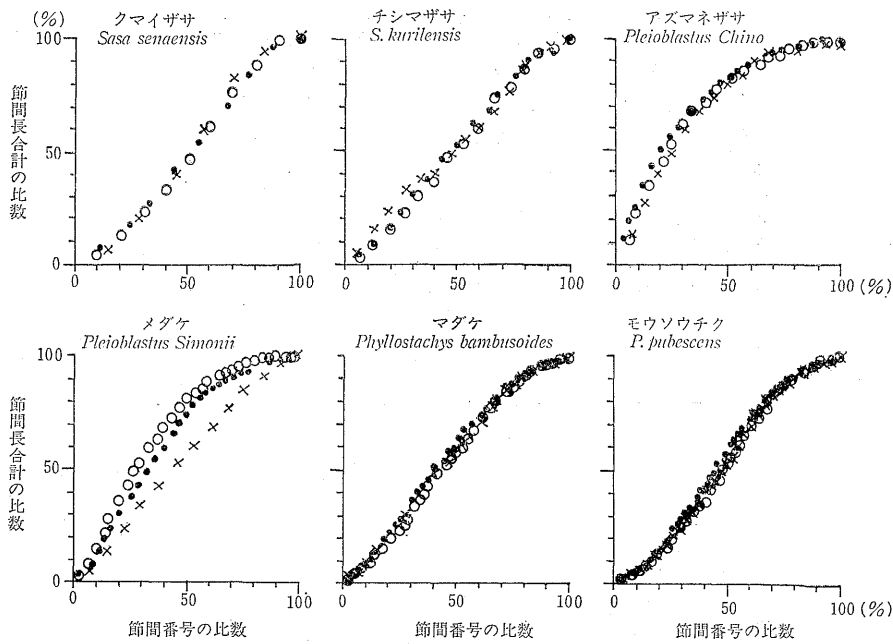 (%)
クマイザサ
Sasa senaensis
チシマザサ
S. kurilensis
アズマネザサ
Pleioblastus Chino
100
50
0
節間長合計の比数
0 50 100
0 50 100
0 50 100 (%)
メダケ
Pleioblastus Simonii
マダケ
Phyllostachys bambusoides
モウソウチク
P. pubescens
100
50
0
節間長合計の比数
0 50 100
0 50 100
0 50 100 (%)
節間番号の比数
節間番号の比数
節間番号の比数